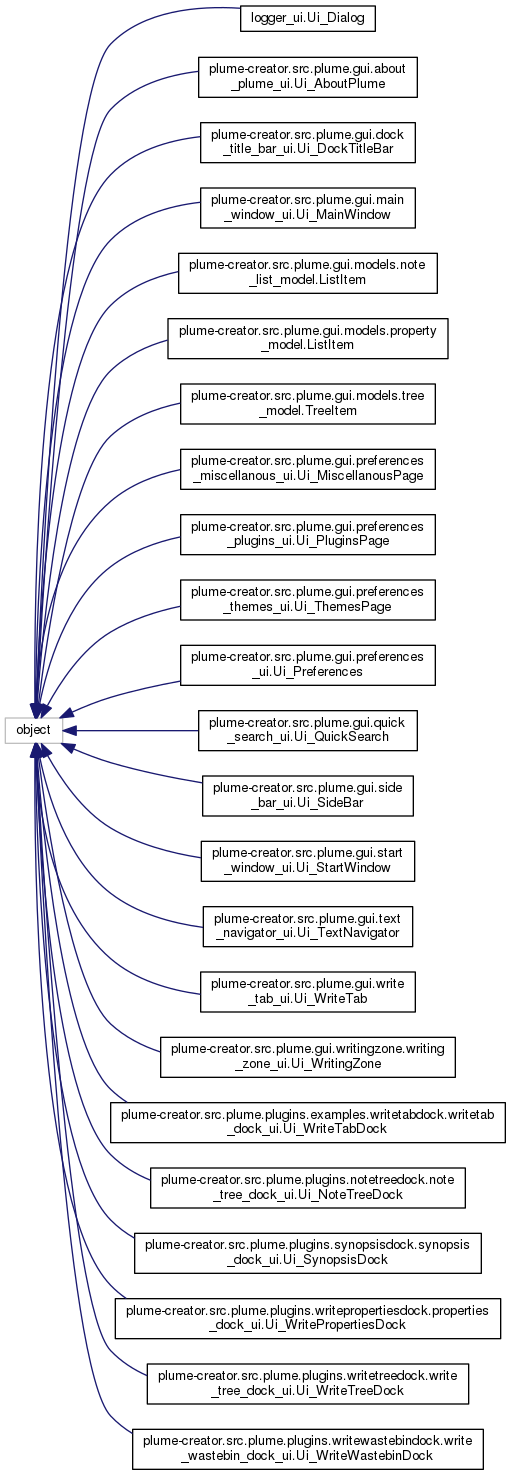 logger_ui.Ui_Dialog
plume-creator.src.plume.gui.about
_plume_ui.Ui_AboutPlume
plume-creator.src.plume.gui.dock
_title_bar_ui.Ui_DockTitleBar
plume-creator.src.plume.gui.main
_window_ui.Ui_MainWindow
plume-creator.src.plume.gui.models.note
_list_model.ListItem
plume-creator.src.plume.gui.models.property
_model.ListItem
plume-creator.src.plume.gui.models.tree
_model.TreeItem
plume-creator.src.plume.gui.preferences
_miscellanous_ui.Ui_MiscellanousPage
plume-creator.src.plume.gui.preferences
_plugins_ui.Ui_PluginsPage
plume-creator.src.plume.gui.preferences
_themes_ui.Ui_ThemesPage
plume-creator.src.plume.gui.preferences
_ui.Ui_Preferences
object
plume-creator.src.plume.gui.quick
_search_ui.Ui_QuickSearch
plume-creator.src.plume.gui.side
_bar_ui.Ui_SideBar
plume-creator.src.plume.gui.start
_window_ui.Ui_StartWindow
plume-creator.src.plume.gui.text
_navigator_ui.Ui_TextNavigator
plume-creator.src.plume.gui.write
_tab_ui.Ui_WriteTab
plume-creator.src.plume.gui.writingzone.writing
_zone_ui.Ui_WritingZone
plume-creator.src.plume.plugins.examples.writetabdock.writetab
_dock_ui.Ui_WriteTabDock
plume-creator.src.plume.plugins.notetreedock.note
_tree_dock_ui.Ui_NoteTreeDock
plume-creator.src.plume.plugins.synopsisdock.synopsis
_dock_ui.Ui_SynopsisDock
plume-creator.src.plume.plugins.writepropertiesdock.properties
_dock_ui.Ui_WritePropertiesDock
plume-creator.src.plume.plugins.writetreedock.write
_tree_dock_ui.Ui_WriteTreeDock
plume-creator.src.plume.plugins.writewastebindock.write
_wastebin_dock_ui.Ui_WriteWastebinDock